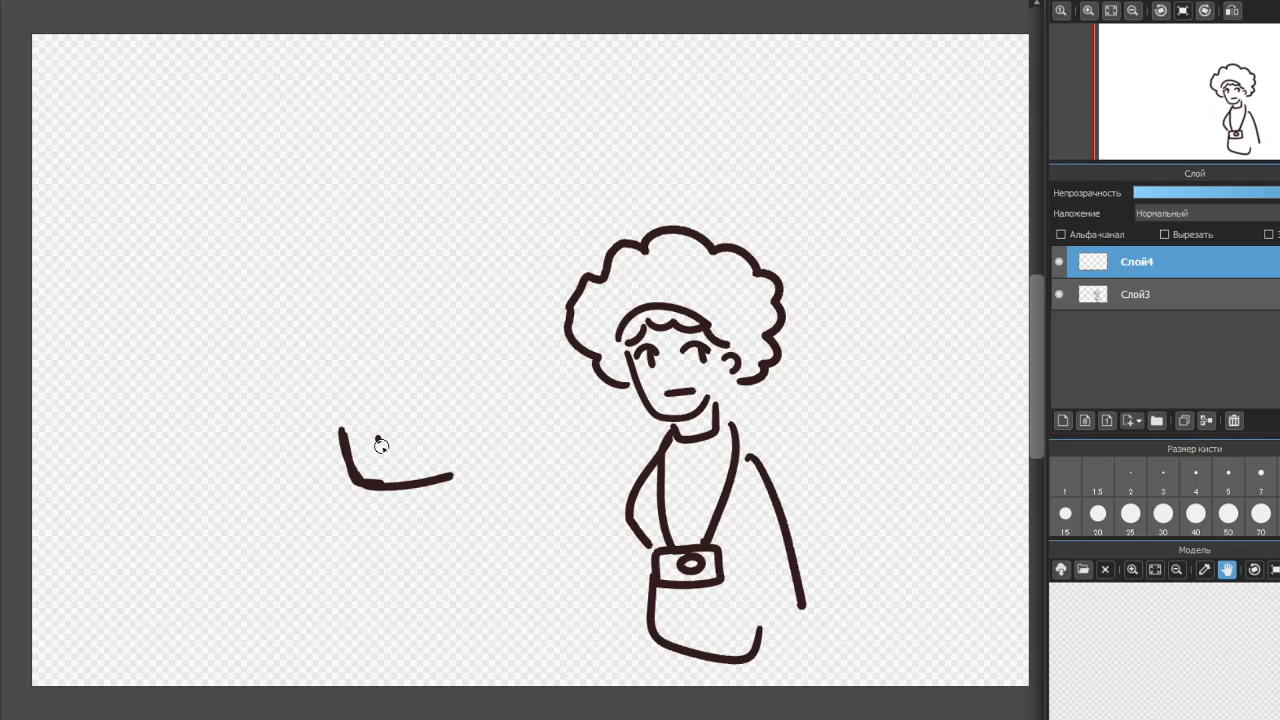 Слой
Непрозрачность
Наложение Нормальный
Альфа-канал Вырезать
Слой4
Слой3
Размер кисти
1 1.5 2 3 4 5 7
15 20 25 30 40 50 70
Модель